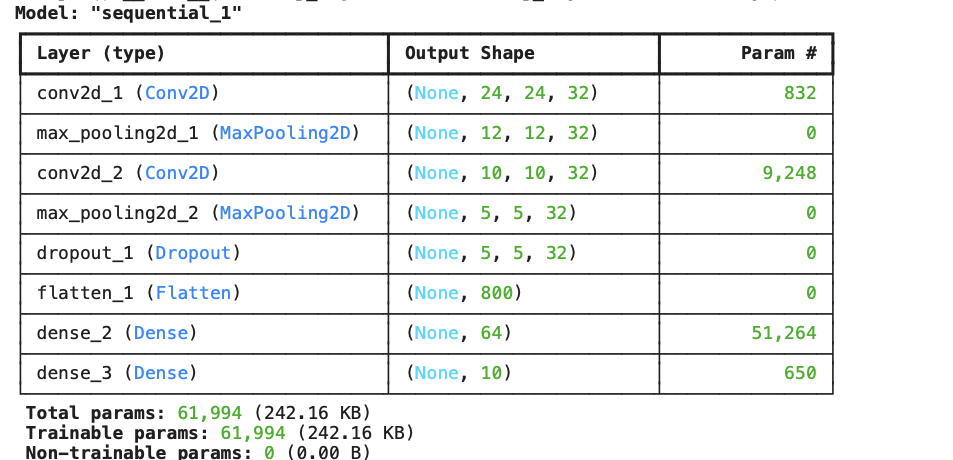 Model: "sequential_1"
Layer (type) Output Shape Param #
conv2d_1 (Conv2D) (None, 24, 24, 32) 832
max_pooling2d_1 (MaxPooling2D) (None, 12, 12, 32) 0
conv2d_2 (Conv2D) (None, 10, 10, 32) 9,248
max_pooling2d_2 (MaxPooling2D) (None, 5, 5, 32) 0
dropout_1 (Dropout) (None, 5, 5, 32) 0
flatten_1 (Flatten) (None, 800) 0
dense_2 (Dense) (None, 64) 51,264
dense_3 (Dense) (None, 10) 650
Total params: 61,994 (242.16 KB)
Trainable params: 61,994 (242.16 KB)
Non-trainable params: 0 (0.00 B)